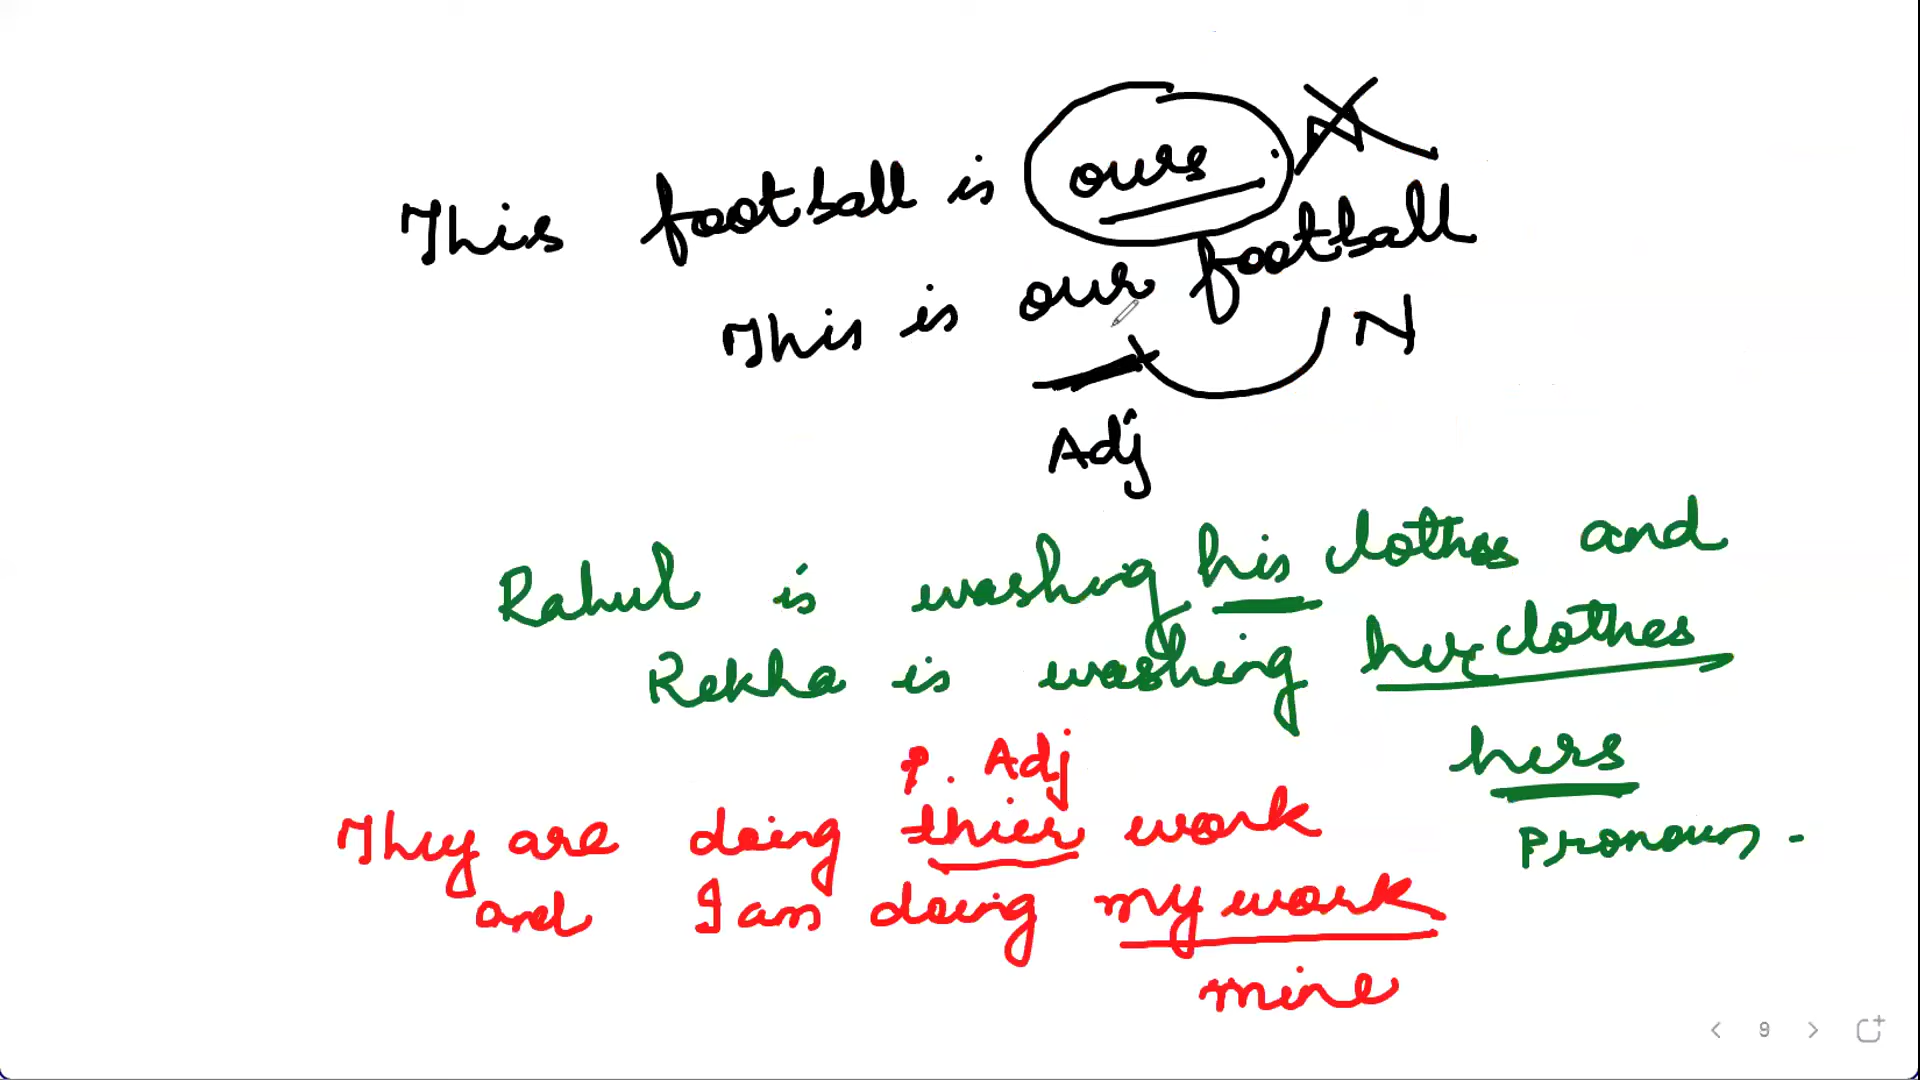 This football is ours. N
This is our football
N
Adj
Rahul is washing his clothes and
Rekha is washing her clothes
hers
Pronoun.
P. Adj
They are doing thier work
and I am doing my work
mine
9